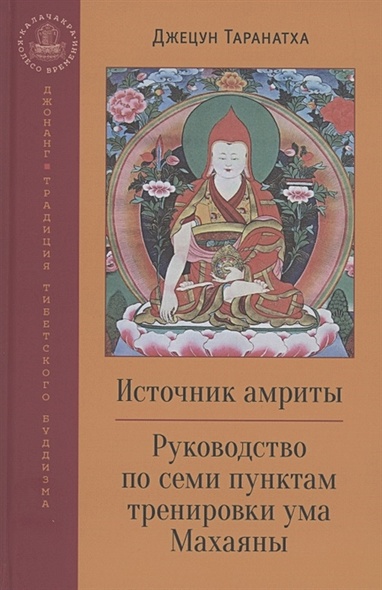 КАЛАЧАКРА
КОЛЕСО ВРЕМЕНИ
ДЖОНАНГ ТРАДИЦИЯ ТИБЕТСКОГО БУДДИЗМА
Джецун Таранатха
Источник амриты
Руководство
по семи пунктам
тренировки ума
Махаяны